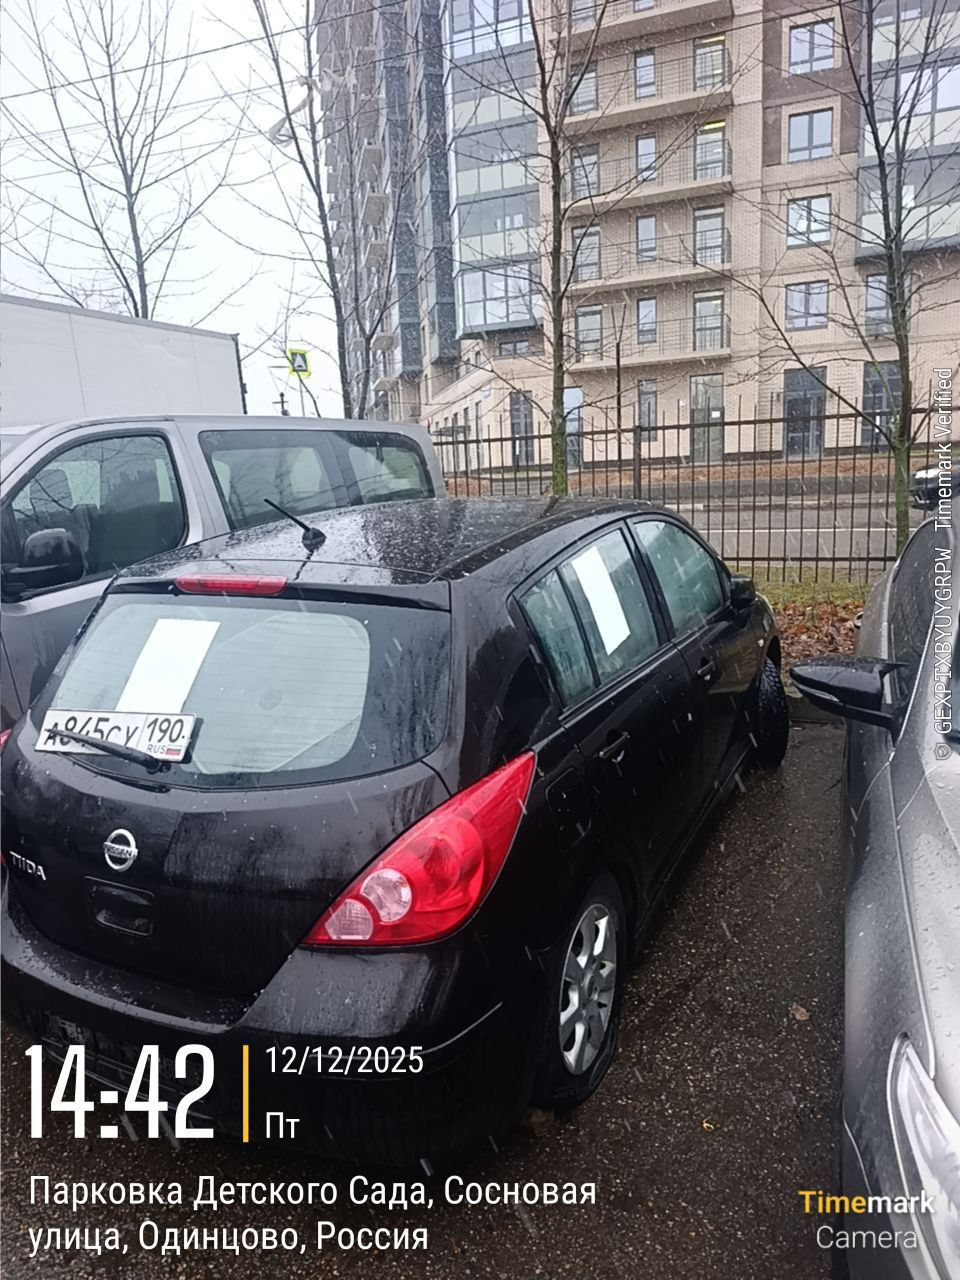 А845СУ 190
RUS
NISSAN
TIIDA
14:42
12/12/2025
Пт
Парковка Детского Сада, Сосновая
улица, Одинцово, Россия
Timemark
Camera
© GEXPTXBYUYGRPW Timemark Verified